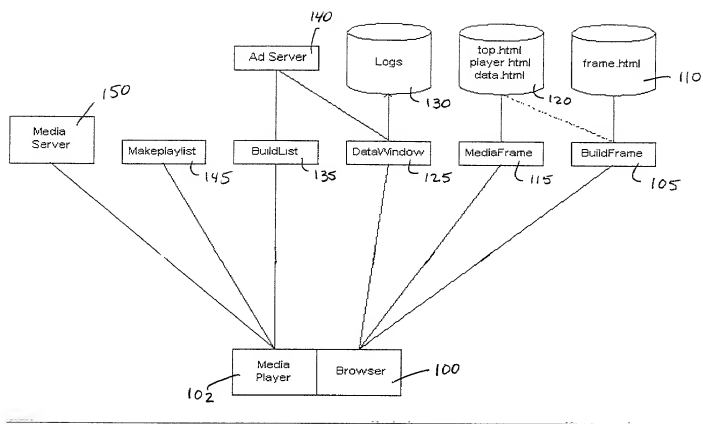 140
Ad Server
Logs
130
top.html
player html
data.html
120
frame.html
110
150
Media
Server
Makeplaylist
145
BuildList
135
DataWindow
125
MediaFrame
115
BuildFrame
105
Media
Player
102
Browser
100